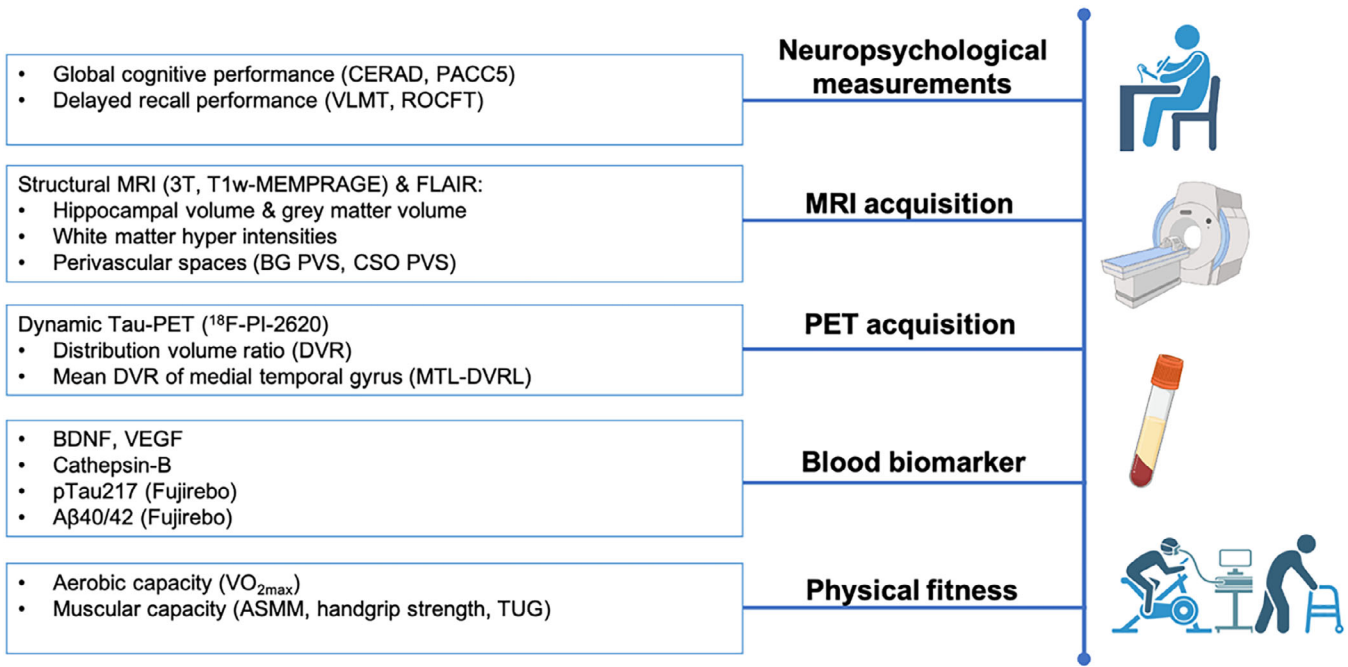 Neuropsychological
measurements
• Global cognitive performance (CERAD, PACC5)
• Delayed recall performance (VLMT, ROCFT)
MRI acquisition
Structural MRI (3T, T1w-MEMPRAGE) & FLAIR:
• Hippocampal volume & grey matter volume
• White matter hyper intensities
• Perivascular spaces (BG PVS, CSO PVS)
PET acquisition
Dynamic Tau-PET (¹⁸F-PI-2620)
• Distribution volume ratio (DVR)
• Mean DVR of medial temporal gyrus (MTL-DVRL)
Blood biomarker
• BDNF, VEGF
• Cathepsin-B
• pTau217 (Fujirebo)
• Aβ40/42 (Fujirebo)
Physical fitness
• Aerobic capacity (VO₂max)
• Muscular capacity (ASMM, handgrip strength, TUG)